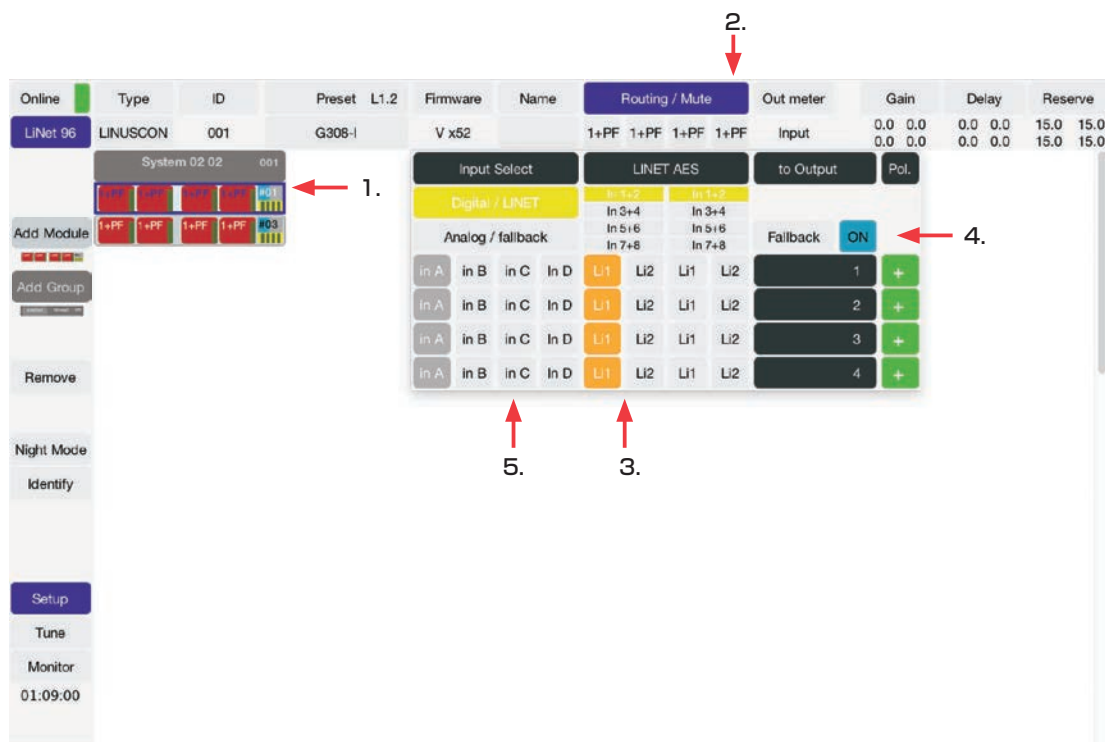 2.
Online Type ID Preset L1.2 Firmware Name Routing / Mute Out meter Gain Delay Reserve
LiNet 96 LINUSCON 001 G308-I V x52 1+PF 1+PF 1+PF 1+PF Input 0.0 0.0 0.0 0.0 15.0 15.0
0.0 0.0 0.0 0.0 15.0 15.0
System 02 02 001
Input Select LINET AES to Output Pol.
1+PF 1+PF 1+PF 1+PF #01
1.
Digital / LINET In 1+2 In 1+2
In 3+4 In 3+4
Add Module 1+PF 1+PF 1+PF 1+PF #03
Analog / fallback In 5+6 In 5+6 Fallback ON 4.
In 7+8 In 7+8
in A in B in C In D Li1 Li2 Li1 Li2 1 +
Add Group
in A in B in C In D Li1 Li2 Li1 Li2 2 +
in A in B in C In D Li1 Li2 Li1 Li2 3 +
Remove
in A in B in C In D Li1 Li2 Li1 Li2 4 +
Night Mode
5. 3.
Identify
Setup
Tune
Monitor
01:09:00